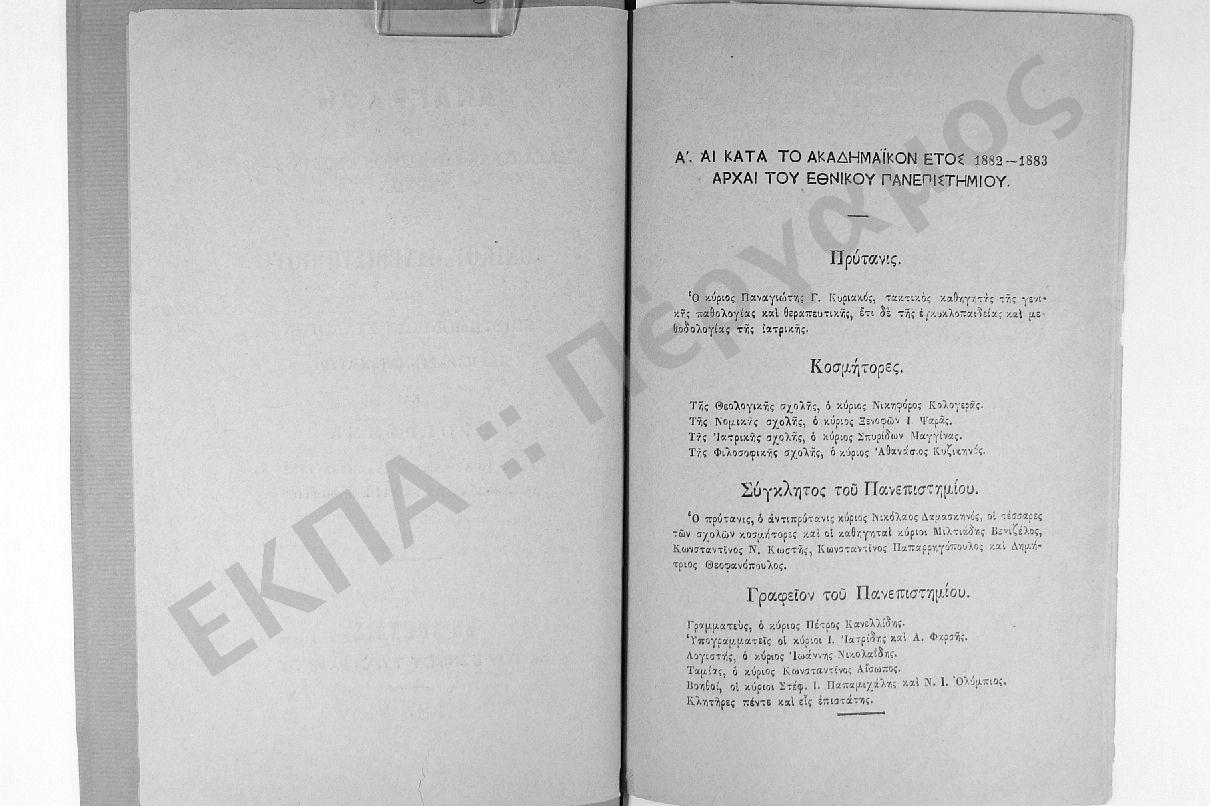 Α'. ΑΙ ΚΑΤΑ ΤΟ ΑΚΑΔΗΜΑΪΚΟΝ ΕΤΟΣ 1882—1883
ΑΡΧΑΙ ΤΟΥ ΕΘΝΙΚΟΥ ΠΑΝΕΠΙΣΤΗΜΙΟΥ.
Πρύτανις.
Ὁ κύριος Παναγιώτης Γ. Κυριακός, τακτικὸς καθηγητὴς τῆς γενι-
κῆς παθολογίας καὶ θεραπευτικῆς, ἔτι δὲ τῆς ἐγκυκλοπαιδείας καὶ με-
θοδολογίας τῆς ἰατρικῆς.
Κοσμήτορες.
Τῆς Θεολογικῆς σχολῆς, ὁ κύριος Νικηφόρος Κολογερᾶς.
Τῆς Νομικῆς σχολῆς, ὁ κύριος Ξενοφῶν Ι Ψαρᾶς.
Τῆς Ἰατρικῆς σχολῆς, ὁ κύριος Σπυρίδων Μαγγίνας.
Τῆς Φιλοσοφικῆς σχολῆς, ὁ κύριος Ἀθανάσιος Κυζικηνός.
Σύγκλητος τοῦ Πανεπιστημίου.
Ὁ πρύτανις, ὁ ἀντιπρύτανις κύριος Νικόλαος Δαμασκηνός, οἱ τέσσαρες
τῶν σχολῶν κοσμήτορες καὶ οἱ καθηγηταὶ κύριοι Μιλτιάδης Βενιζέλος,
Κωνσταντῖνος Ν. Κωστῆς, Κωνσταντῖνος Παπαρρηγόπουλος καὶ Δημή-
τριος Θεοφανόπουλος.
Γραφεῖον τοῦ Πανεπιστημίου.
Γραμματεὺς, ὁ κύριος Πέτρος Κανελλίδης.
Ὑπογραμματεῖς οἱ κύριοι Ι. Ἰατρίδης καὶ Α. Φαρσῆς.
Λογιστής, ὁ κύριος Ἰωάννης Νικολαΐδης.
Ταμίας, ὁ κύριος Κωνσταντῖνος Αἴσωπος.
Βοηθοί, οἱ κύριοι Στέφ. Ι. Παπαμιχάλης καὶ Ν. Ι. Ὀλύμπιος.
Κλητῆρες πέντε καὶ εἷς ἐπιστάτης.
ΕΚΠΑ :: Πέργαμος